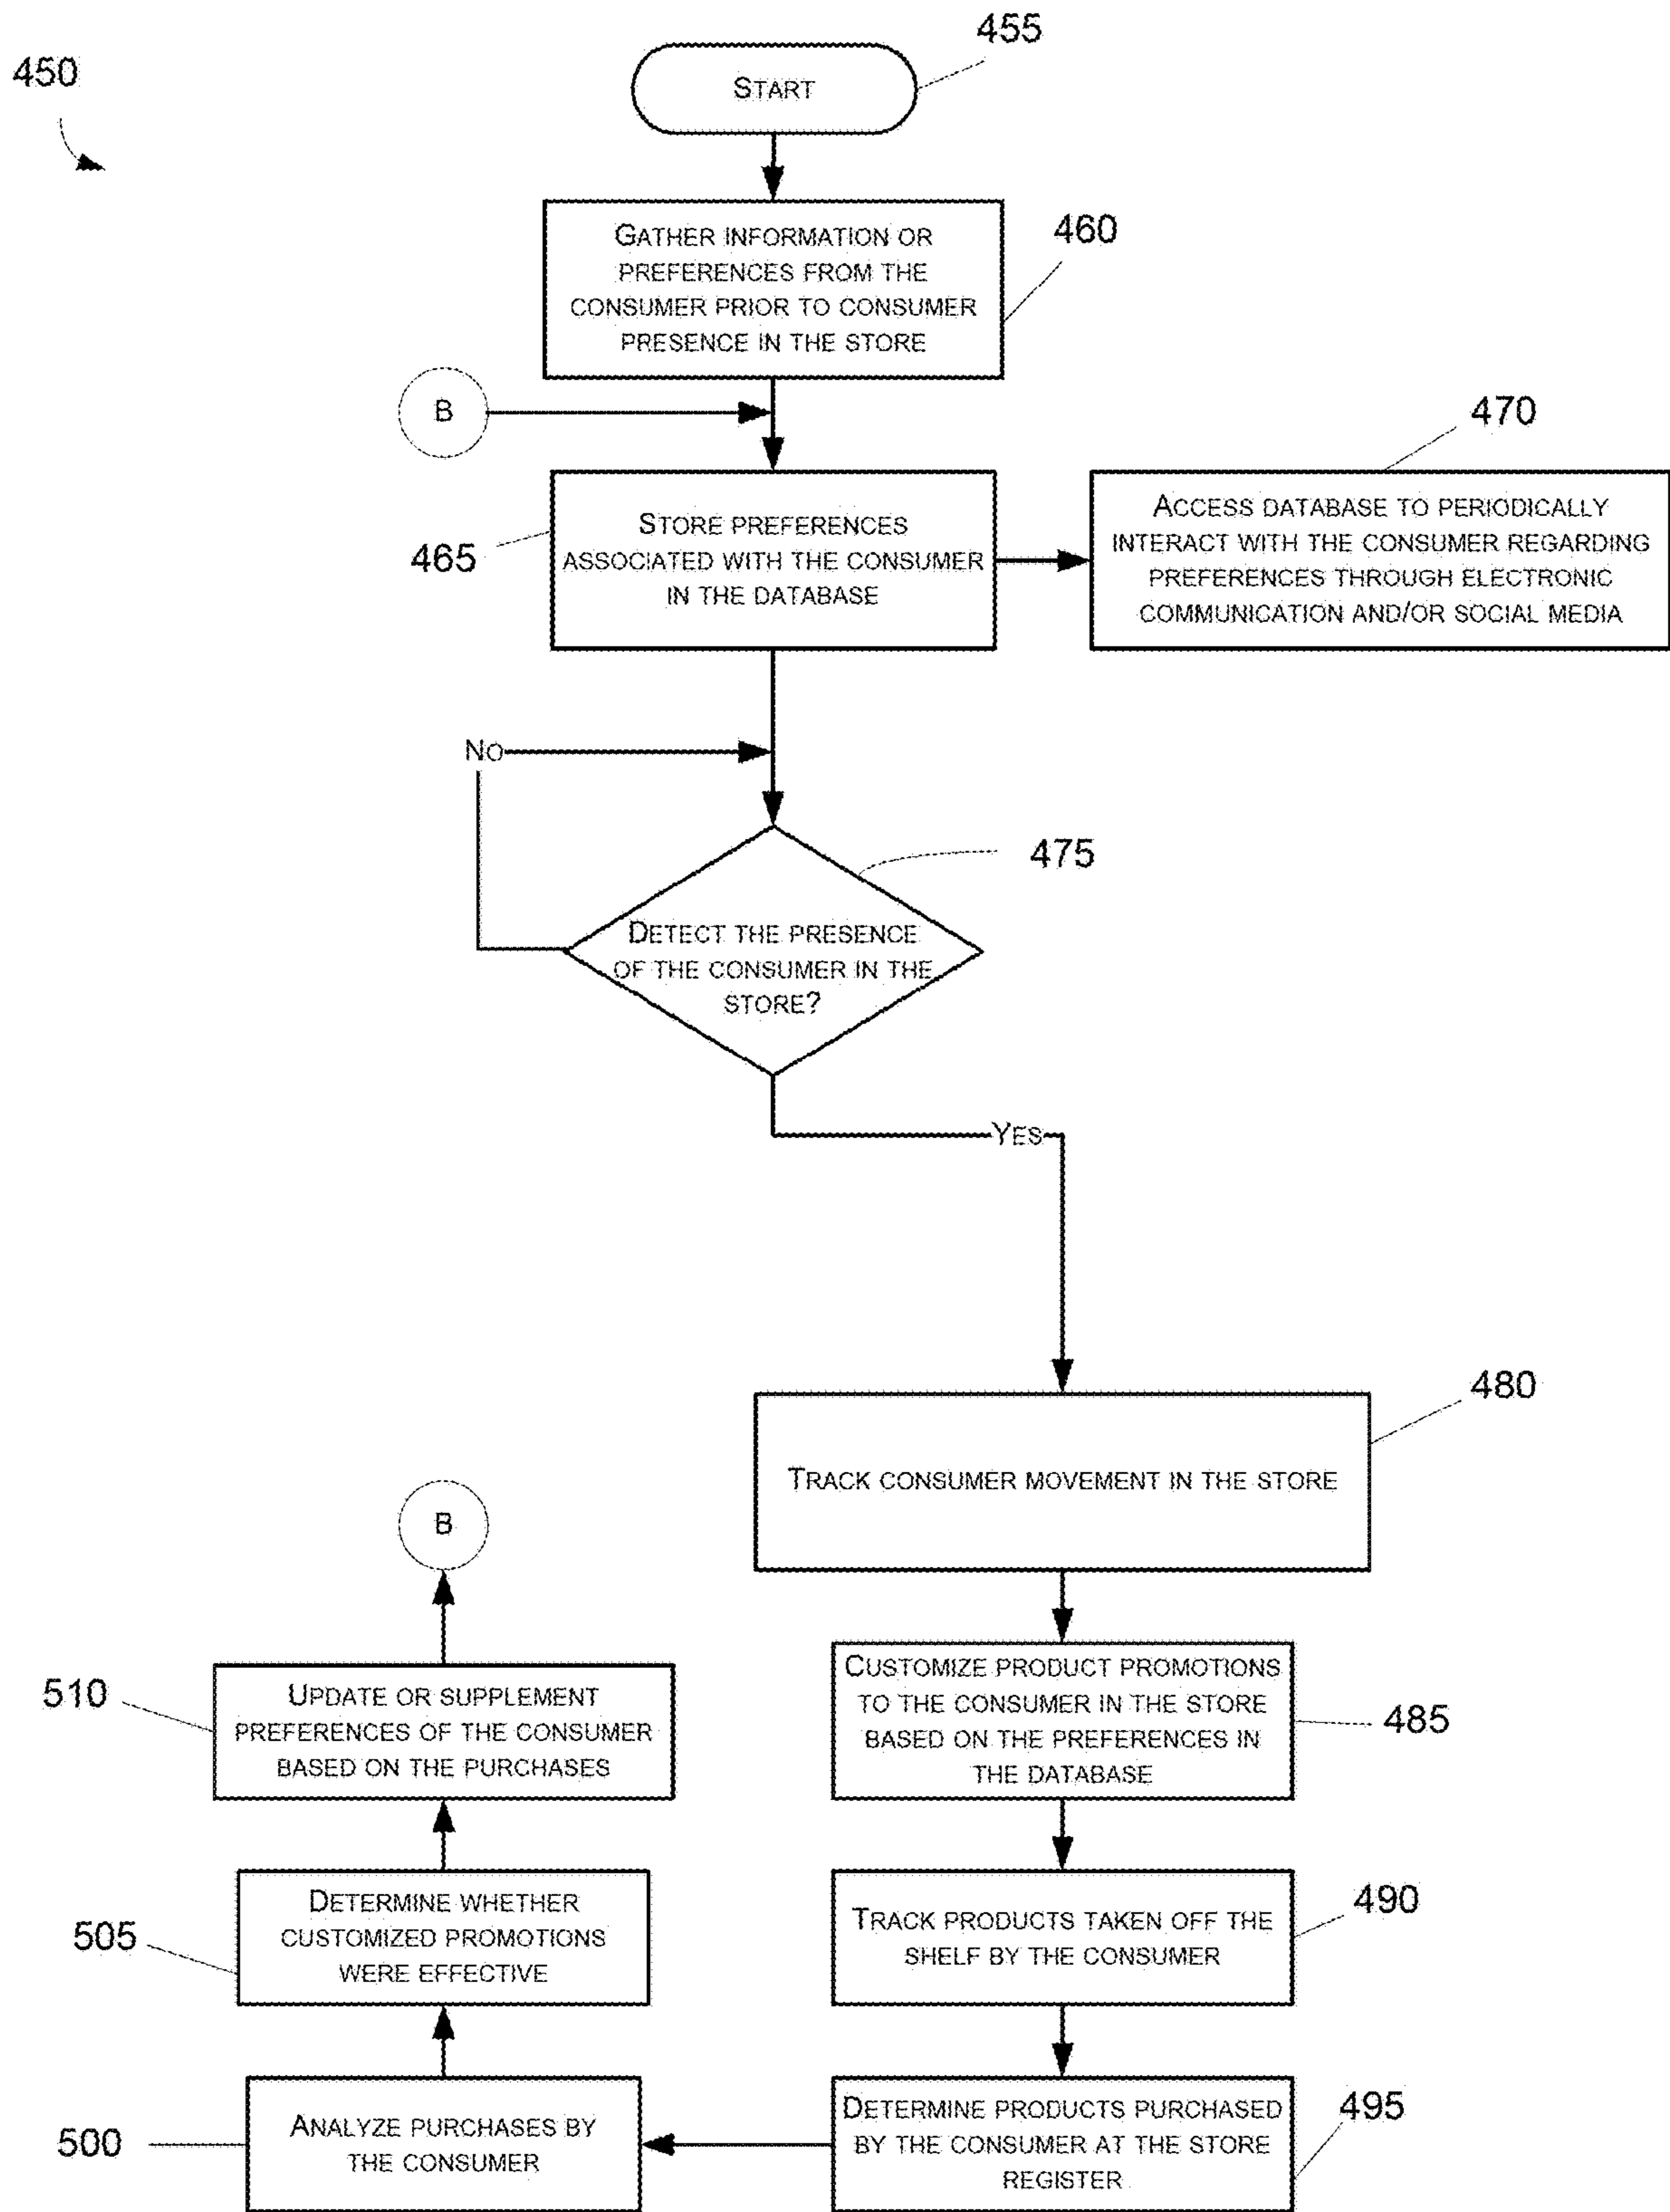 450
455
START
GATHER INFORMATION OR
PREFERENCES FROM THE
CONSUMER PRIOR TO CONSUMER
PRESENCE IN THE STORE
460
B
470
465
STORE PREFERENCES
ASSOCIATED WITH THE CONSUMER
IN THE DATABASE
ACCESS DATABASE TO PERIODICALLY
INTERACT WITH THE CONSUMER REGARDING
PREFERENCES THROUGH ELECTRONIC
COMMUNICATION AND/OR SOCIAL MEDIA
NO
475
DETECT THE PRESENCE
OF THE CONSUMER IN THE
STORE?
YES
480
TRACK CONSUMER MOVEMENT IN THE STORE
CUSTOMIZE PRODUCT PROMOTIONS
TO THE CONSUMER IN THE STORE
BASED ON THE PREFERENCES IN
THE DATABASE
485
TRACK PRODUCTS TAKEN OFF THE
SHELF BY THE CONSUMER
490
DETERMINE PRODUCTS PURCHASED
BY THE CONSUMER AT THE STORE
REGISTER
495
500
ANALYZE PURCHASES BY
THE CONSUMER
505
DETERMINE WHETHER
CUSTOMIZED PROMOTIONS
WERE EFFECTIVE
510
UPDATE OR SUPPLEMENT
PREFERENCES OF THE CONSUMER
BASED ON THE PURCHASES
B